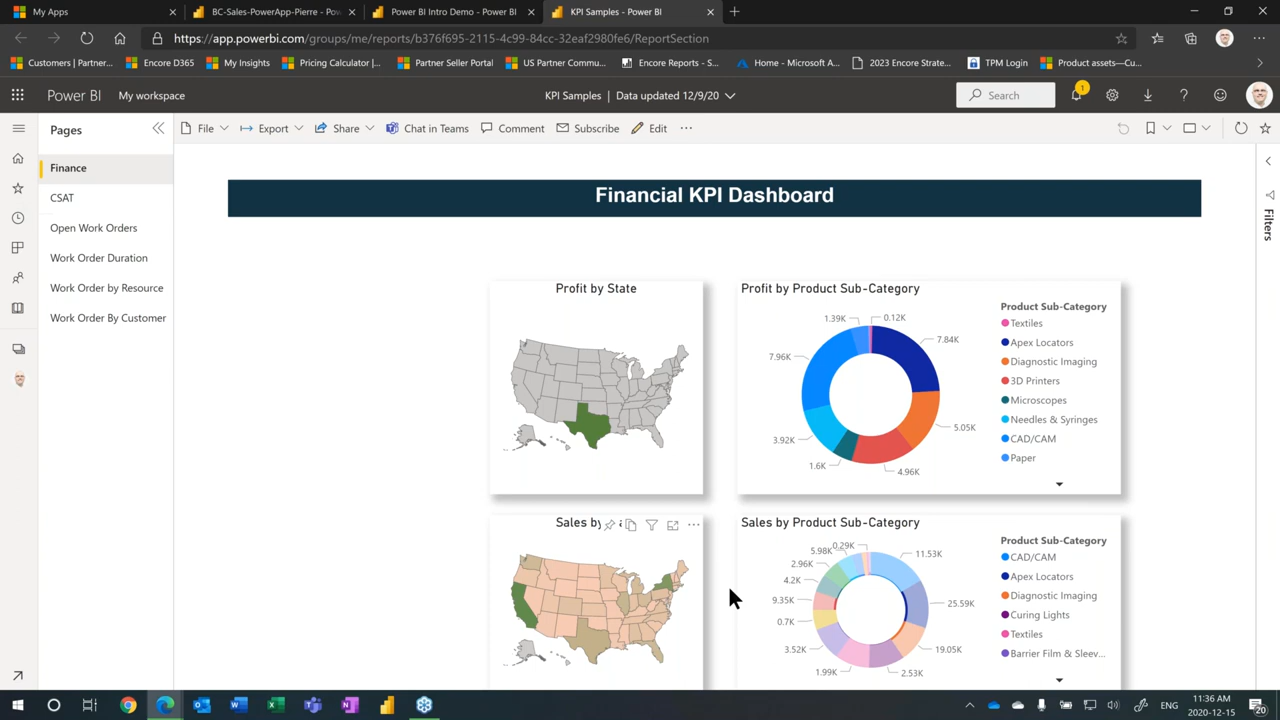 My Apps
BC-Sales-PowerApp-Pierre - Pow
Power BI Intro Demo - Power BI
KPI Samples - Power BI
https://app.powerbi.com/groups/me/reports/b376f695-2115-4c99-84cc-32eaf2980fe6/ReportSection
Customers | Partner...
Encore D365
My Insights
Pricing Calculator |...
Partner Seller Portal
US Partner Commu...
Encore Reports - S...
Home - Microsoft A...
2023 Encore Strate...
TPM Login
Product assets—Cu...
Power BI
My workspace
KPI Samples | Data updated 12/9/20
Search
1
Pages
File
Export
Share
Chat in Teams
Comment
Subscribe
Edit
Finance
CSAT
Open Work Orders
Work Order Duration
Work Order by Resource
Work Order By Customer
Filters
Financial KPI Dashboard
Profit by State
Profit by Product Sub-Category
1.39K
0.12K
7.84K
7.96K
5.05K
3.92K
1.6K
4.96K
Product Sub-Category
Textiles
Apex Locators
Diagnostic Imaging
3D Printers
Microscopes
Needles & Syringes
CAD/CAM
Paper
Sales by
Sales by Product Sub-Category
5.98K
0.29K
11.53K
2.96K
4.2K
9.35K
25.59K
0.7K
3.52K
19.05K
1.99K
2.53K
Product Sub-Category
CAD/CAM
Apex Locators
Diagnostic Imaging
Curing Lights
Textiles
Barrier Film & Sleev...
ENG
11:36 AM
2020-12-15
20